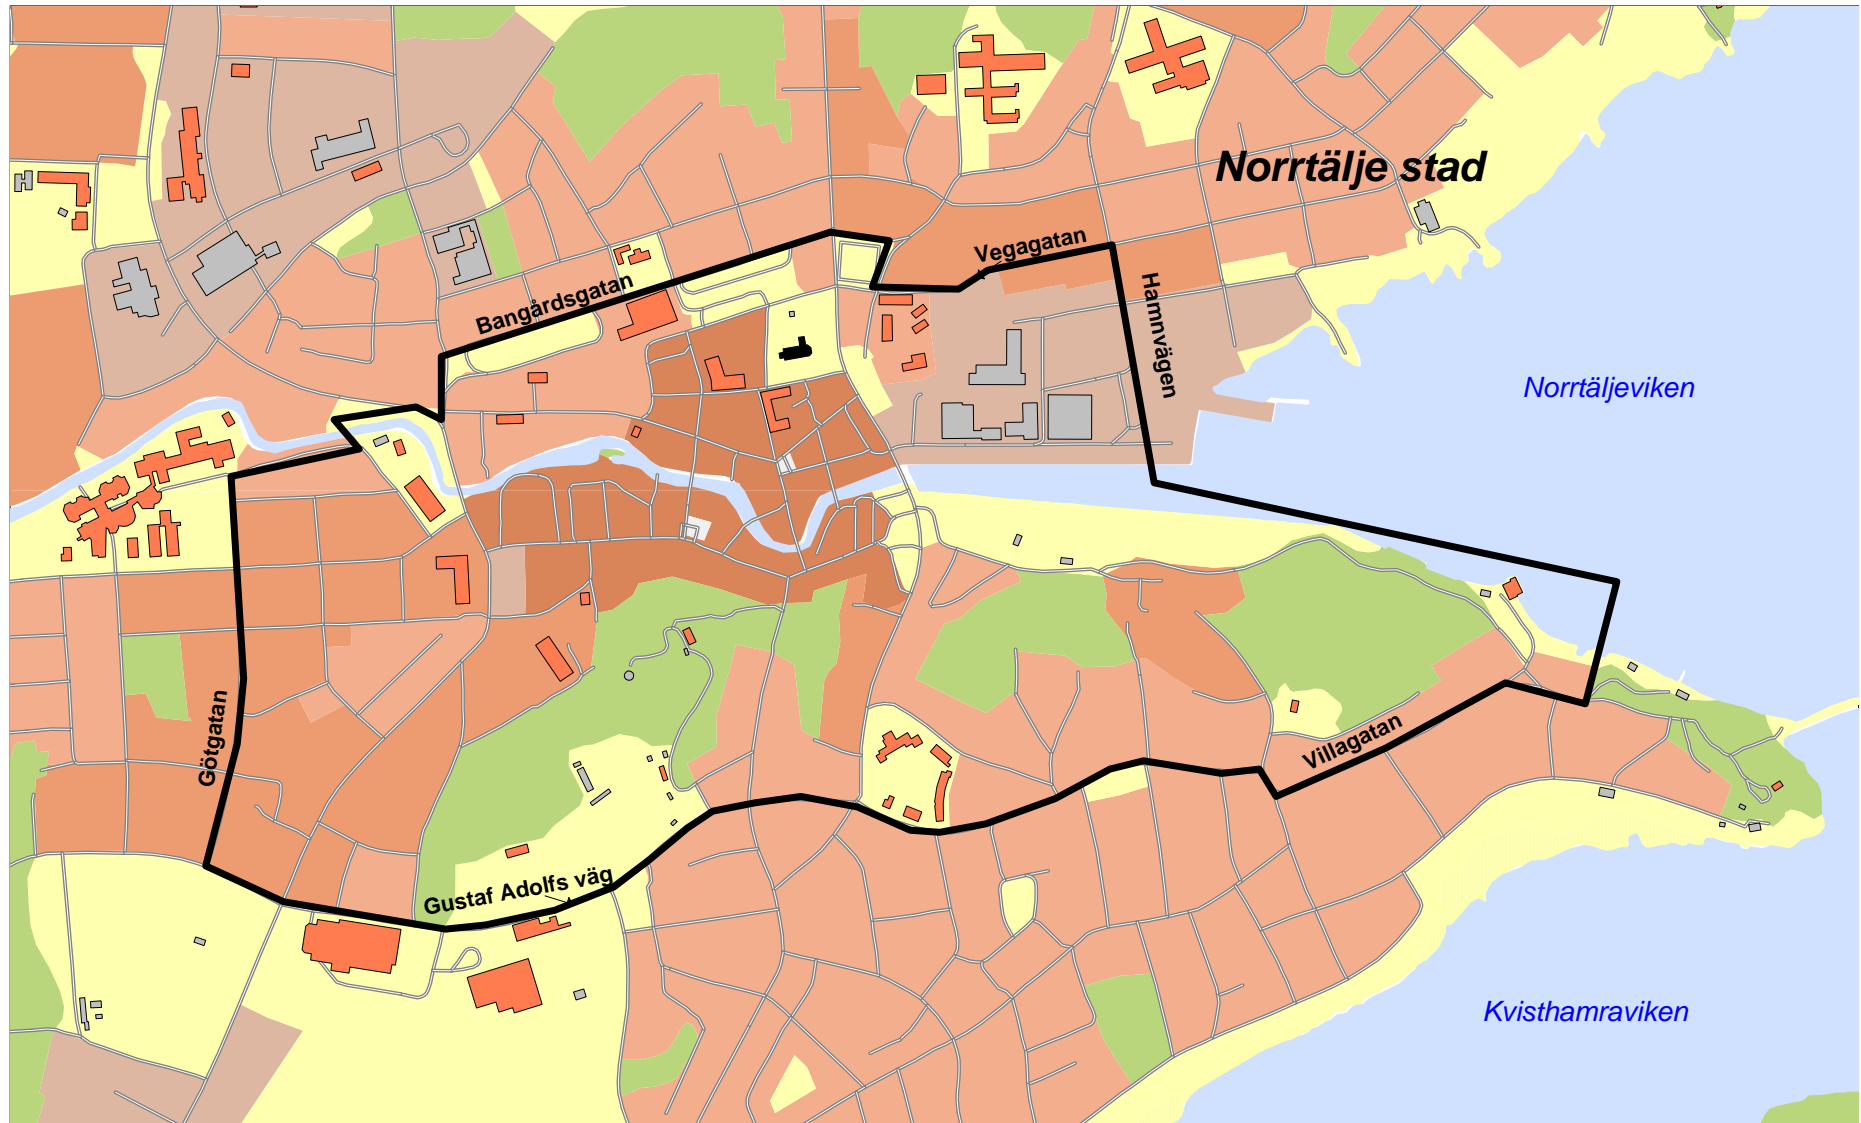 Norrtälje stad
Vegagatan
Bangårdsgatan
Hamnvägen
Norrtäljeviken
Götgatan
Villagatan
Gustaf Adolfs väg
Kvisthamraviken